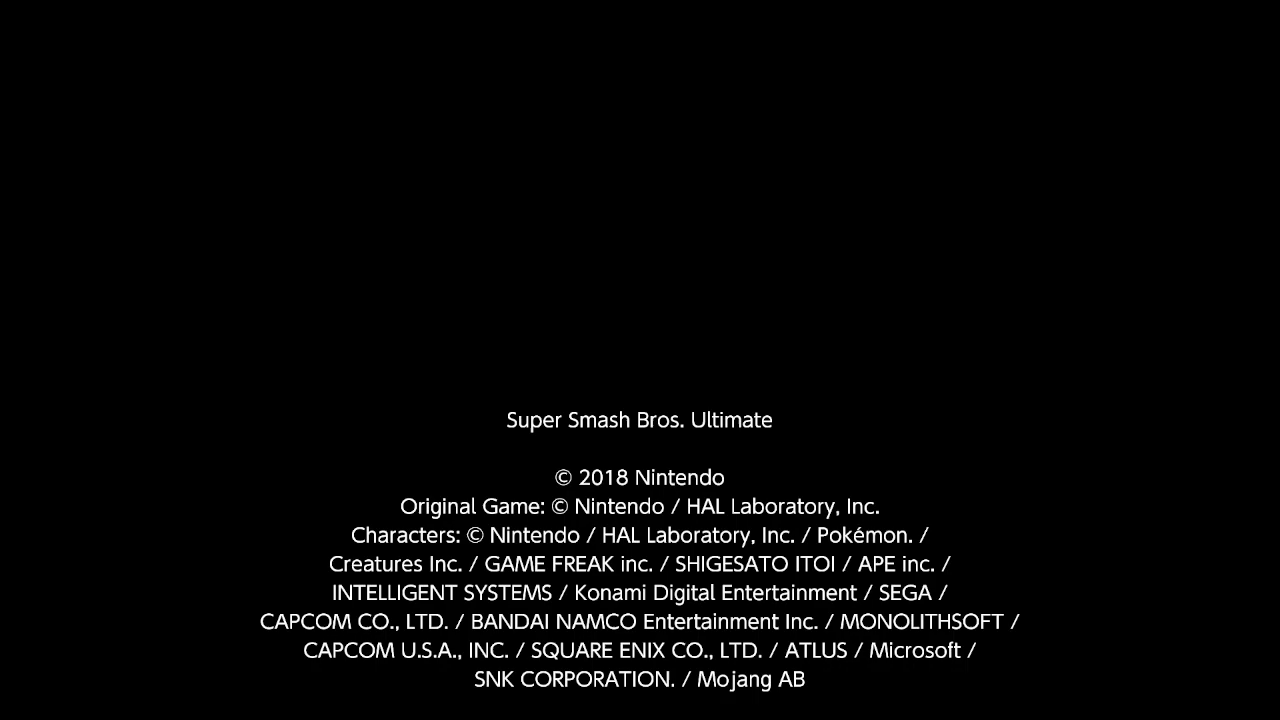 Super Smash Bros. Ultimate
© 2018 Nintendo
Original Game: © Nintendo / HAL Laboratory, Inc.
Characters: © Nintendo / HAL Laboratory, Inc. / Pokémon. /
Creatures Inc. / GAME FREAK inc. / SHIGESATO ITOI / APE inc. /
INTELLIGENT SYSTEMS / Konami Digital Entertainment / SEGA /
CAPCOM CO., LTD. / BANDAI NAMCO Entertainment Inc. / MONOLITHSOFT /
CAPCOM U.S.A., INC. / SQUARE ENIX CO., LTD. / ATLUS / Microsoft /
SNK CORPORATION. / Mojang AB